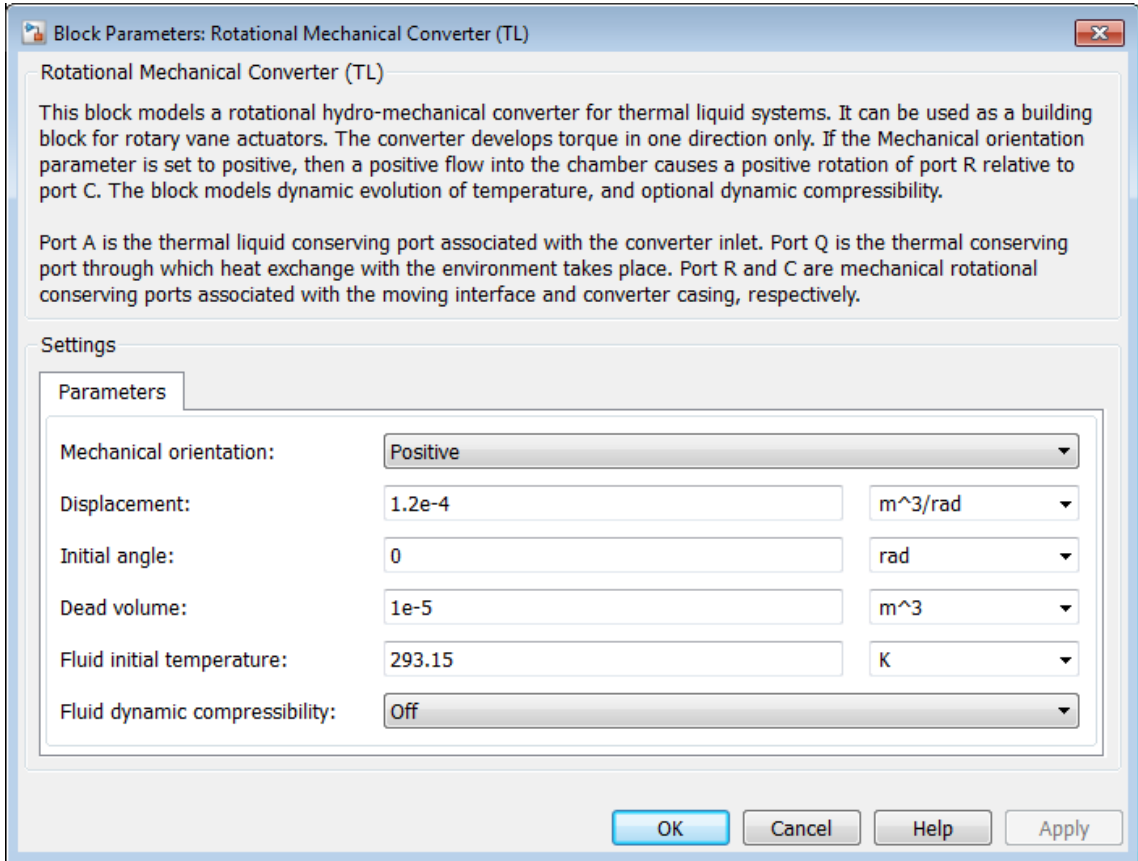 Block Parameters: Rotational Mechanical Converter (TL)
Rotational Mechanical Converter (TL)
This block models a rotational hydro-mechanical converter for thermal liquid systems. It can be used as a building
block for rotary vane actuators. The converter develops torque in one direction only. If the Mechanical orientation
parameter is set to positive, then a positive flow into the chamber causes a positive rotation of port R relative to
port C. The block models dynamic evolution of temperature, and optional dynamic compressibility.
Port A is the thermal liquid conserving port associated with the converter inlet. Port Q is the thermal conserving
port through which heat exchange with the environment takes place. Port R and C are mechanical rotational
conserving ports associated with the moving interface and converter casing, respectively.
Settings
Parameters
Mechanical orientation: Positive
Displacement: 1.2e-4 m^3/rad
Initial angle: 0 rad
Dead volume: 1e-5 m^3
Fluid initial temperature: 293.15 K
Fluid dynamic compressibility: Off
OK Cancel Help Apply